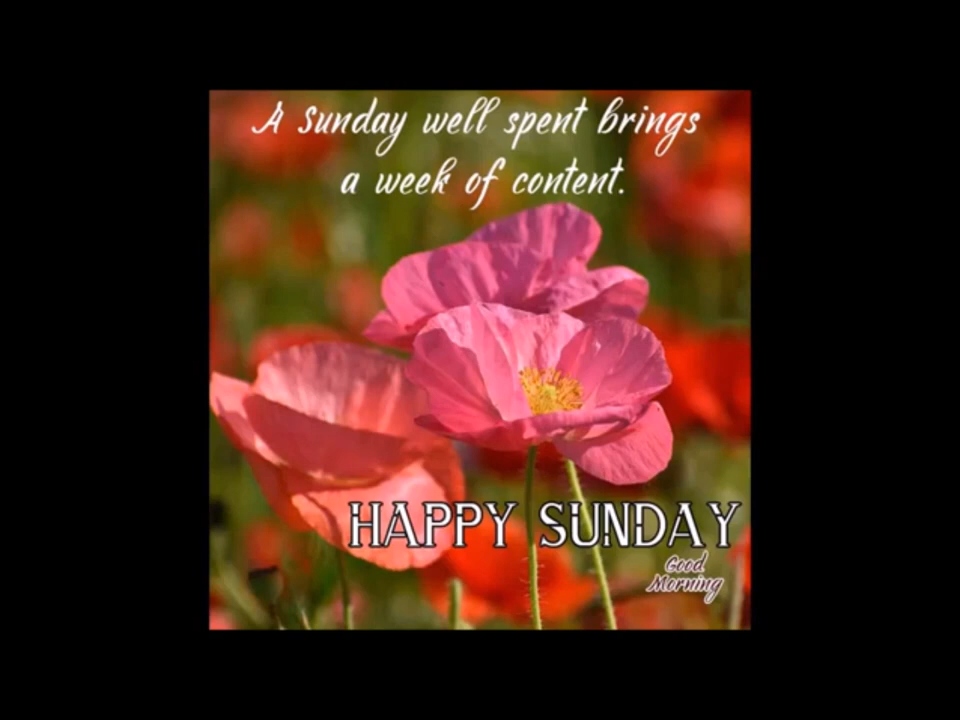 A Sunday well spent brings
a week of content.
HAPPY SUNDAY
Good
Morning